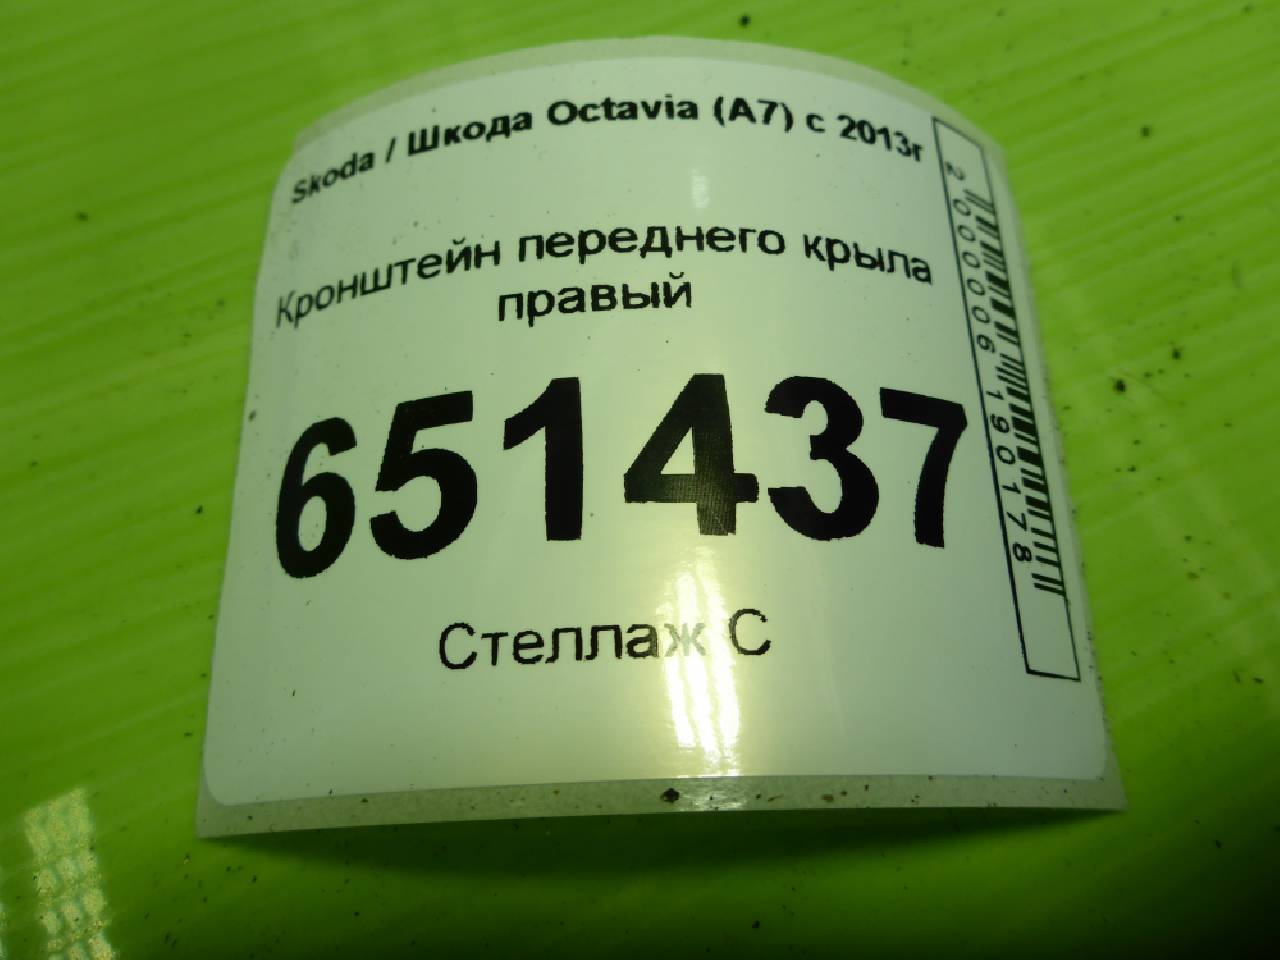 Skoda / Шкода Octavia (A7) с 2013г
Кронштейн переднего крыла
правый
651437
Стеллаж С
2000006190178